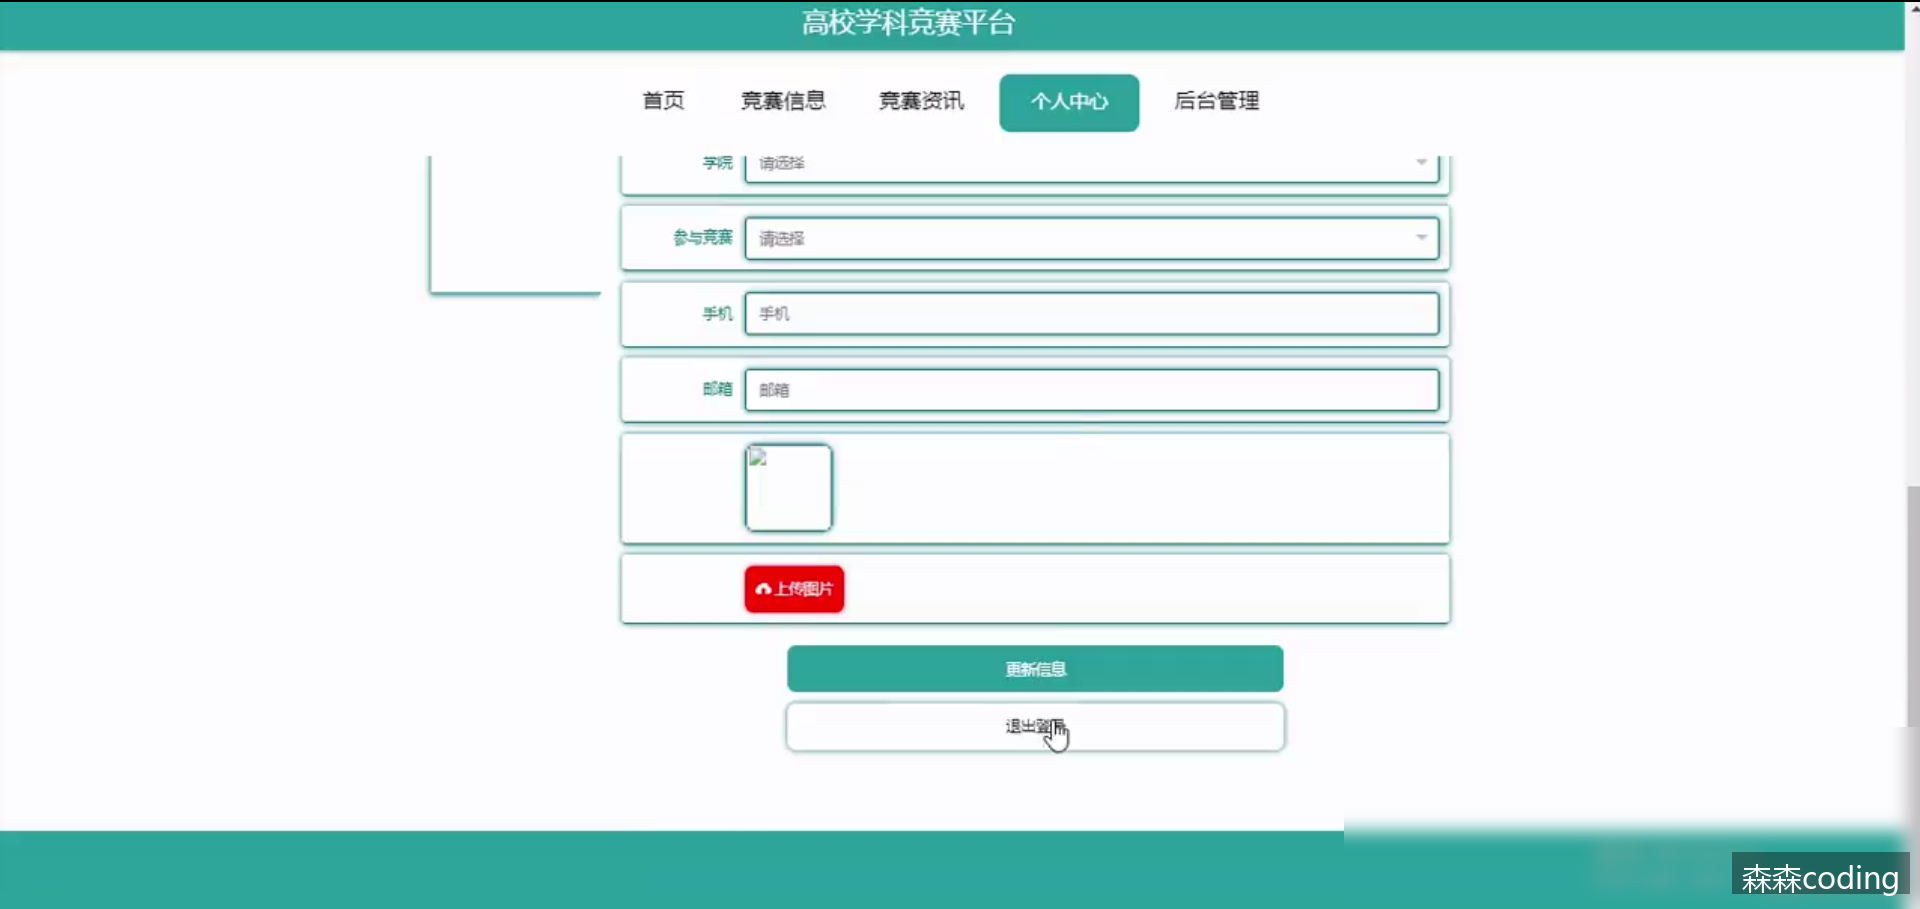 高校学科竞赛平台
首页 竞赛信息 竞赛资讯 个人中心 后台管理
学院 请选择
参与竞赛 请选择
手机 手机
邮箱 邮箱
上传图片
更新信息
退出登录
森森coding